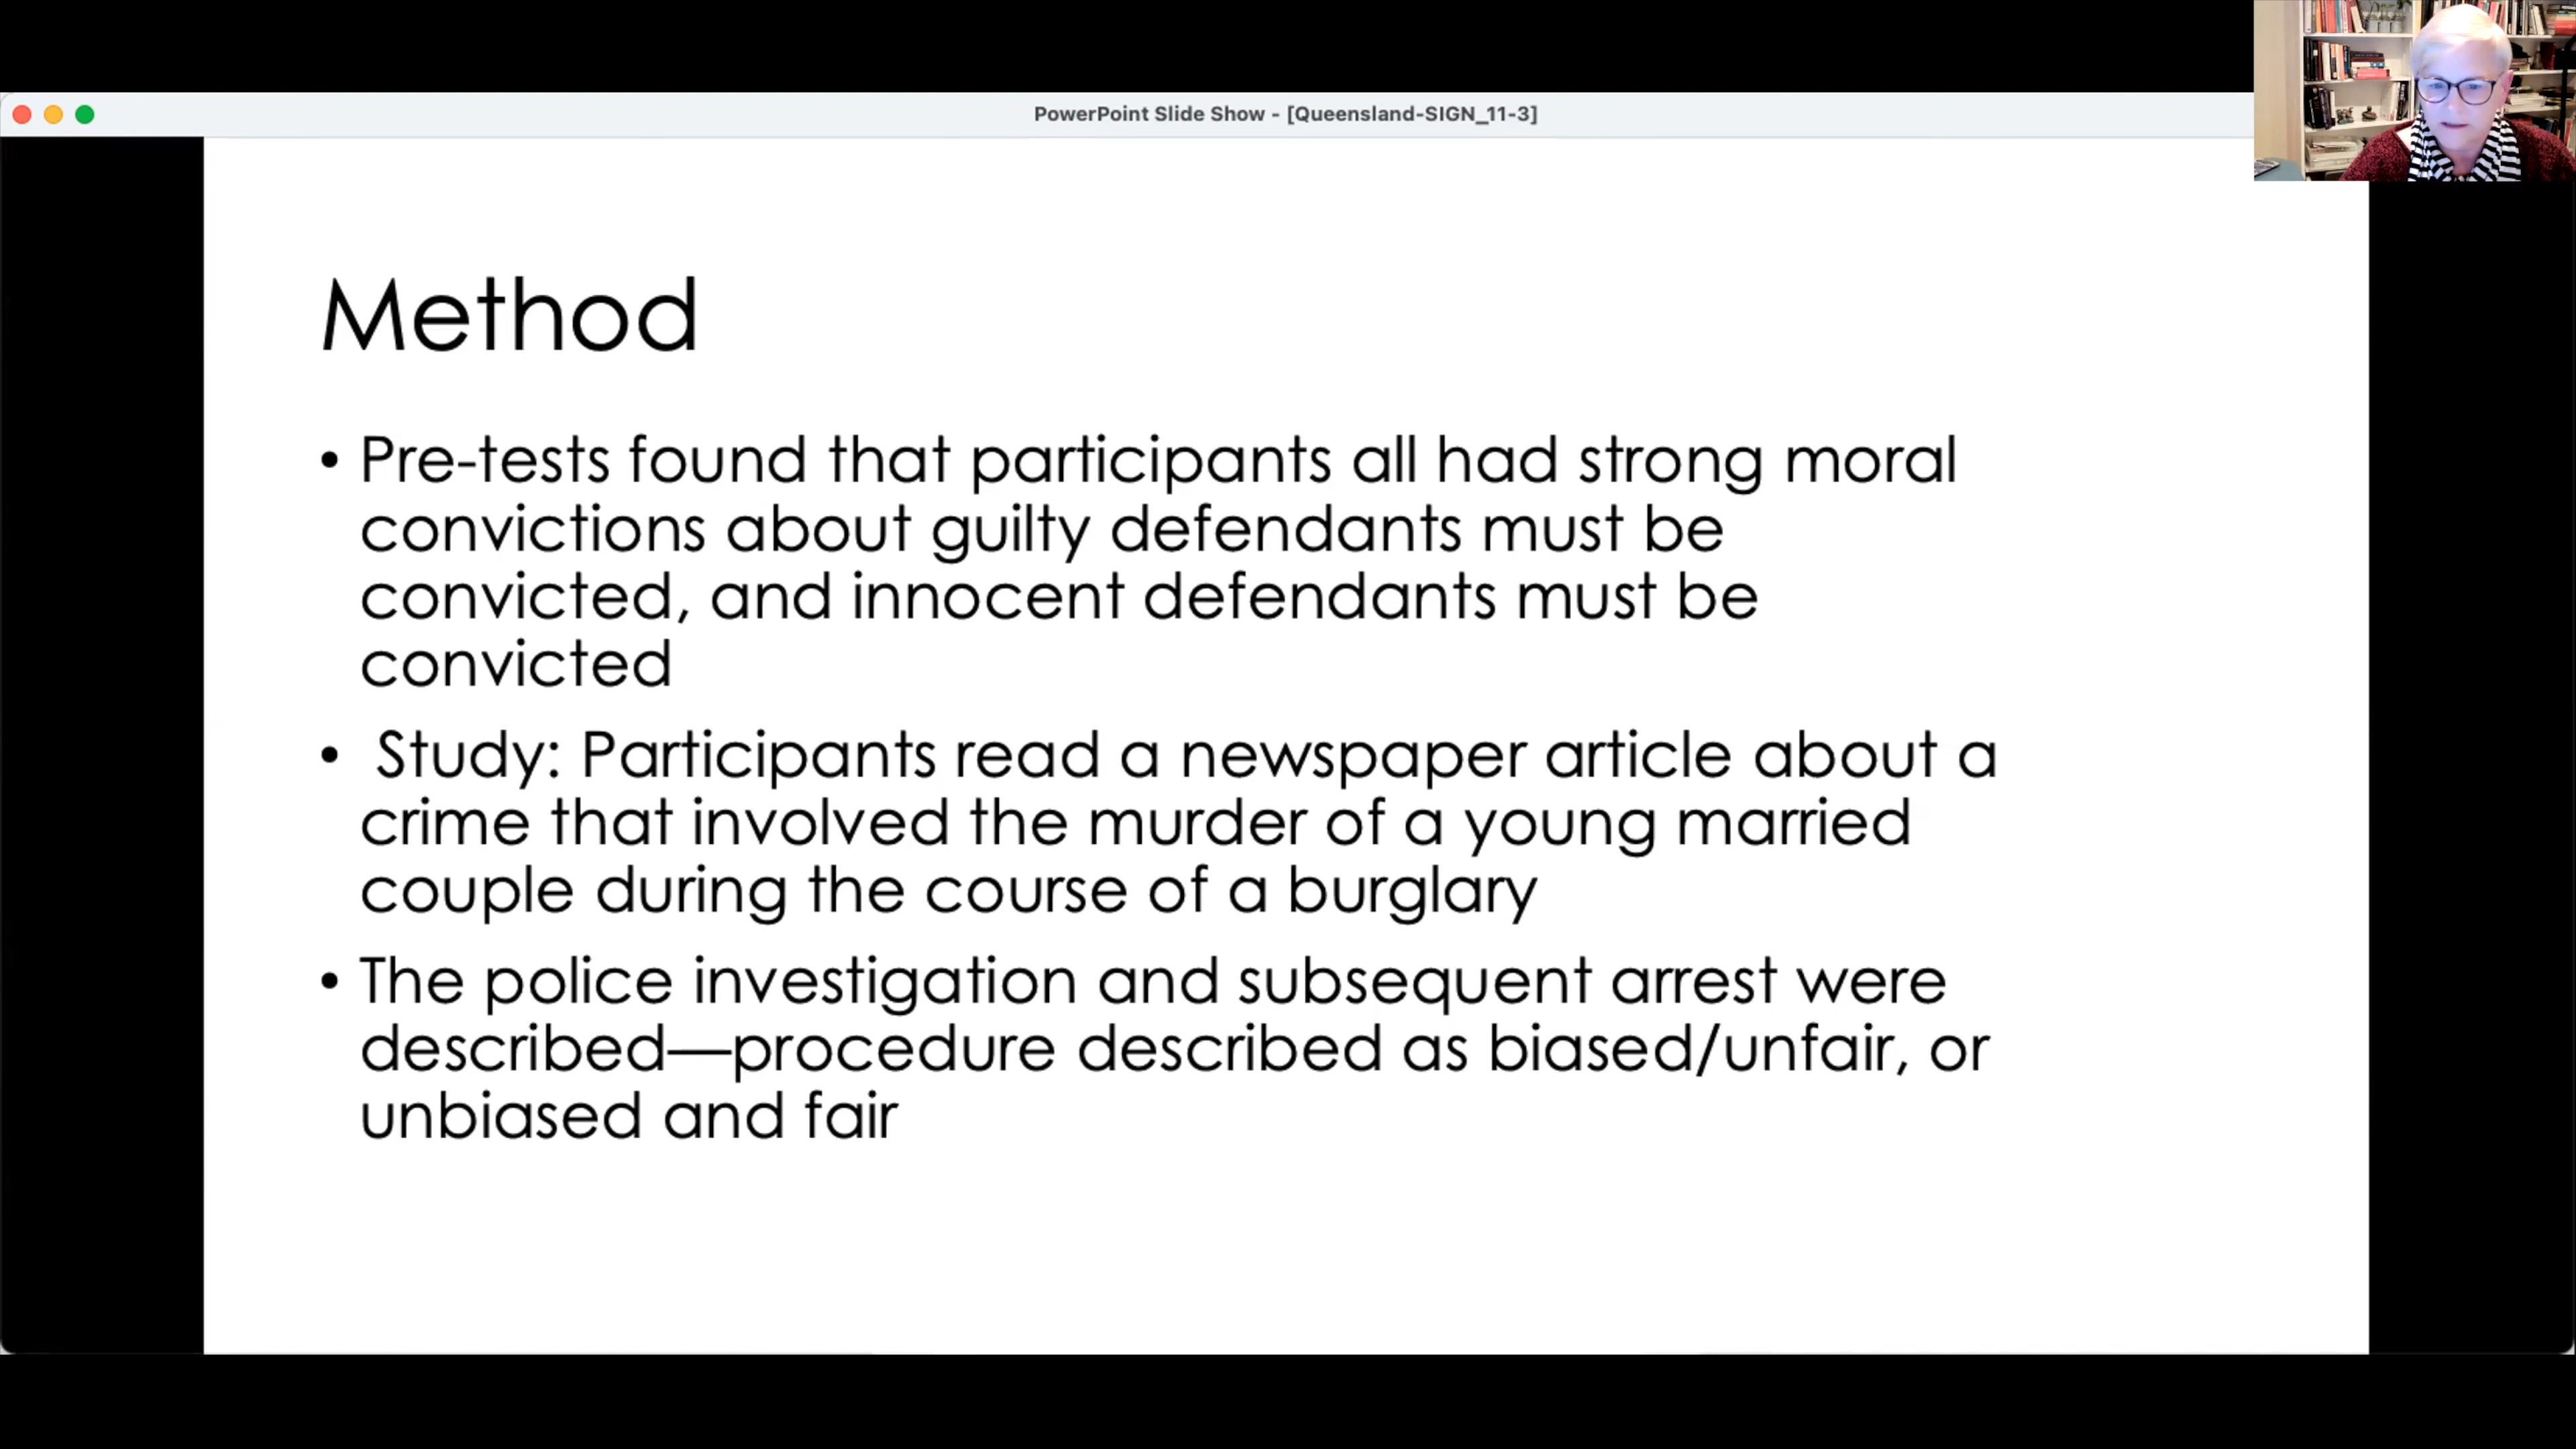 PowerPoint Slide Show - [Queensland-SIGN_11-3]
Method
• Pre-tests found that participants all had strong moral
convictions about guilty defendants must be
convicted, and innocent defendants must be
convicted
• Study: Participants read a newspaper article about a
crime that involved the murder of a young married
couple during the course of a burglary
• The police investigation and subsequent arrest were
described—procedure described as biased/unfair, or
unbiased and fair